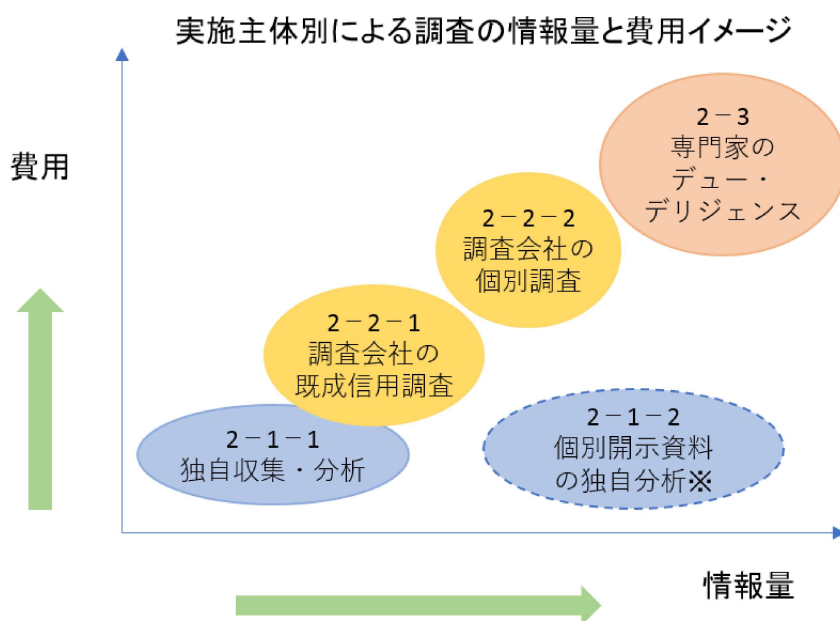 実施主体別による調査の情報量と費用イメージ
費用
2－3
専門家の
デュー・
デリジェンス
2－2－2
調査会社の
個別調査
2－2－1
調査会社の
既成信用調査
2－1－1
独自収集・分析
2－1－2
個別開示資料
の独自分析※
情報量